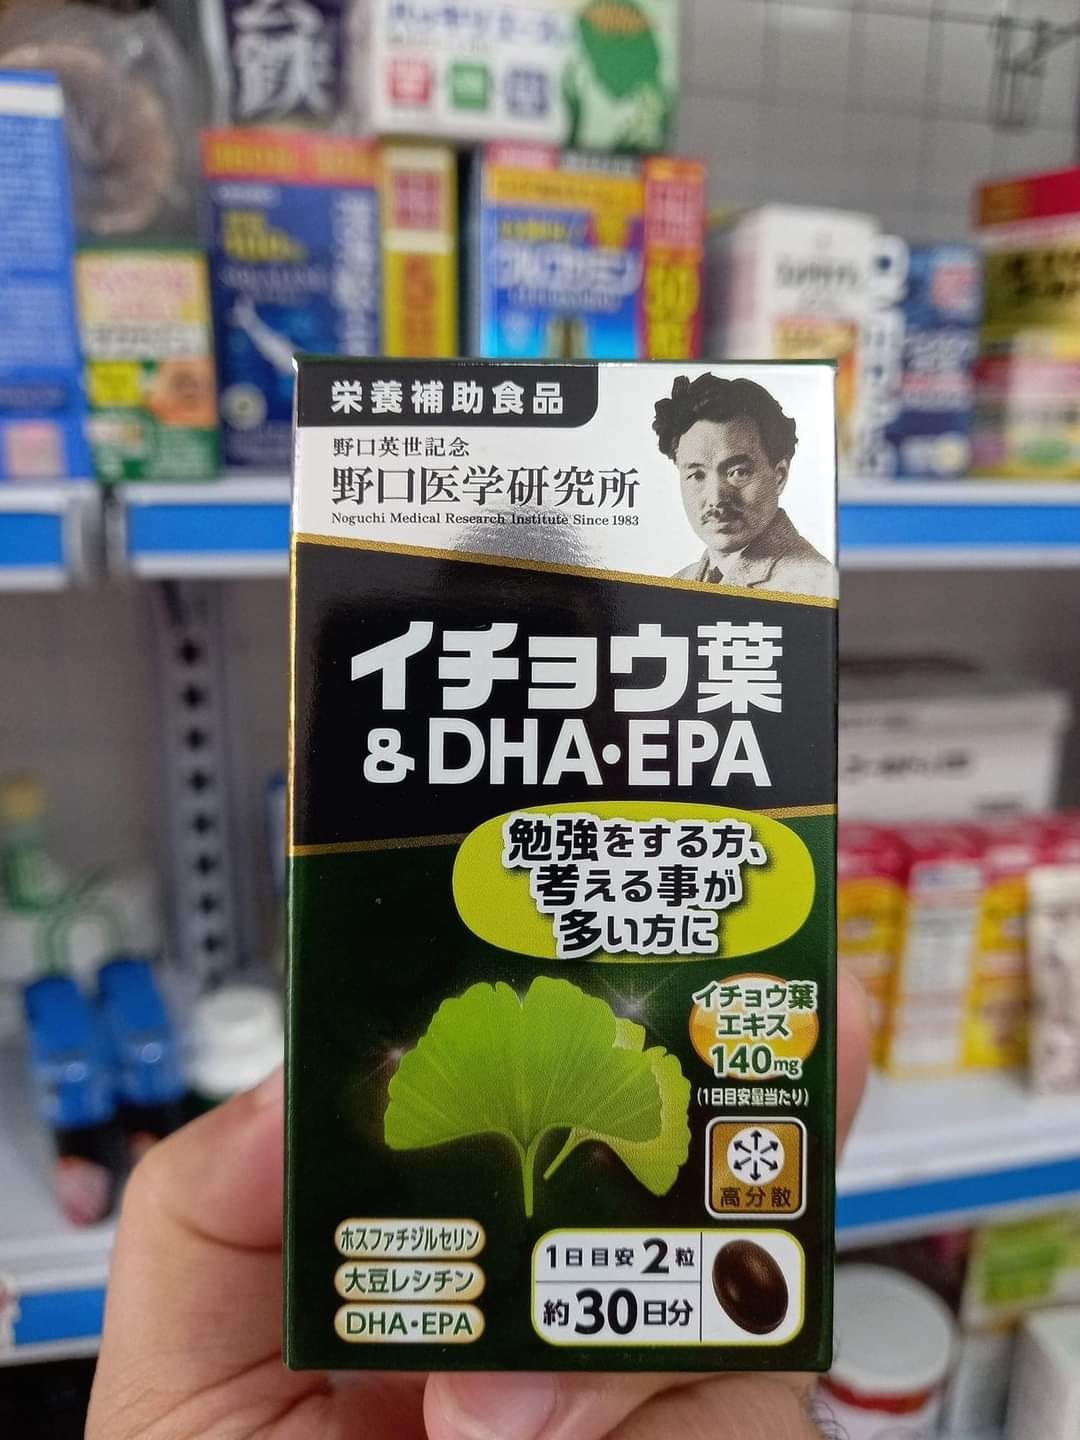 栄養補助食品
野口英世記念
野口医学研究所
Noguchi Medical Research Institute Since 1983
イチョウ葉
&DHA・EPA
勉強をする方、
考える事が
多い方に
イチョウ葉
エキス
140mg
(1日目安量当たり)
高分散
ホスファチジルセリン
大豆レシチン
DHA・EPA
1日目安2粒
約30日分